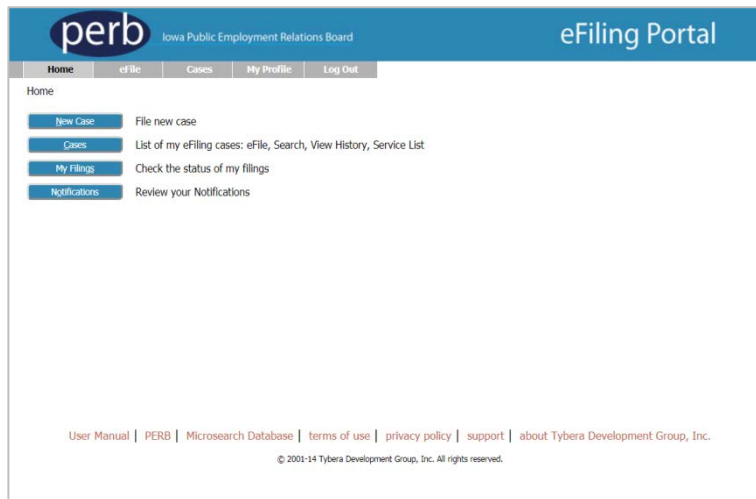 perb Iowa Public Employment Relations Board eFiling Portal
Home eFile Cases My Profile Log Out
Home
New Case File new case
Cases List of my eFiling cases: eFile, Search, View History, Service List
My Filings Check the status of my filings
Notifications Review your Notifications
User Manual | PERB | Microsearch Database | terms of use | privacy policy | support | about Tybera Development Group, Inc.
© 2001-14 Tybera Development Group, Inc. All rights reserved.